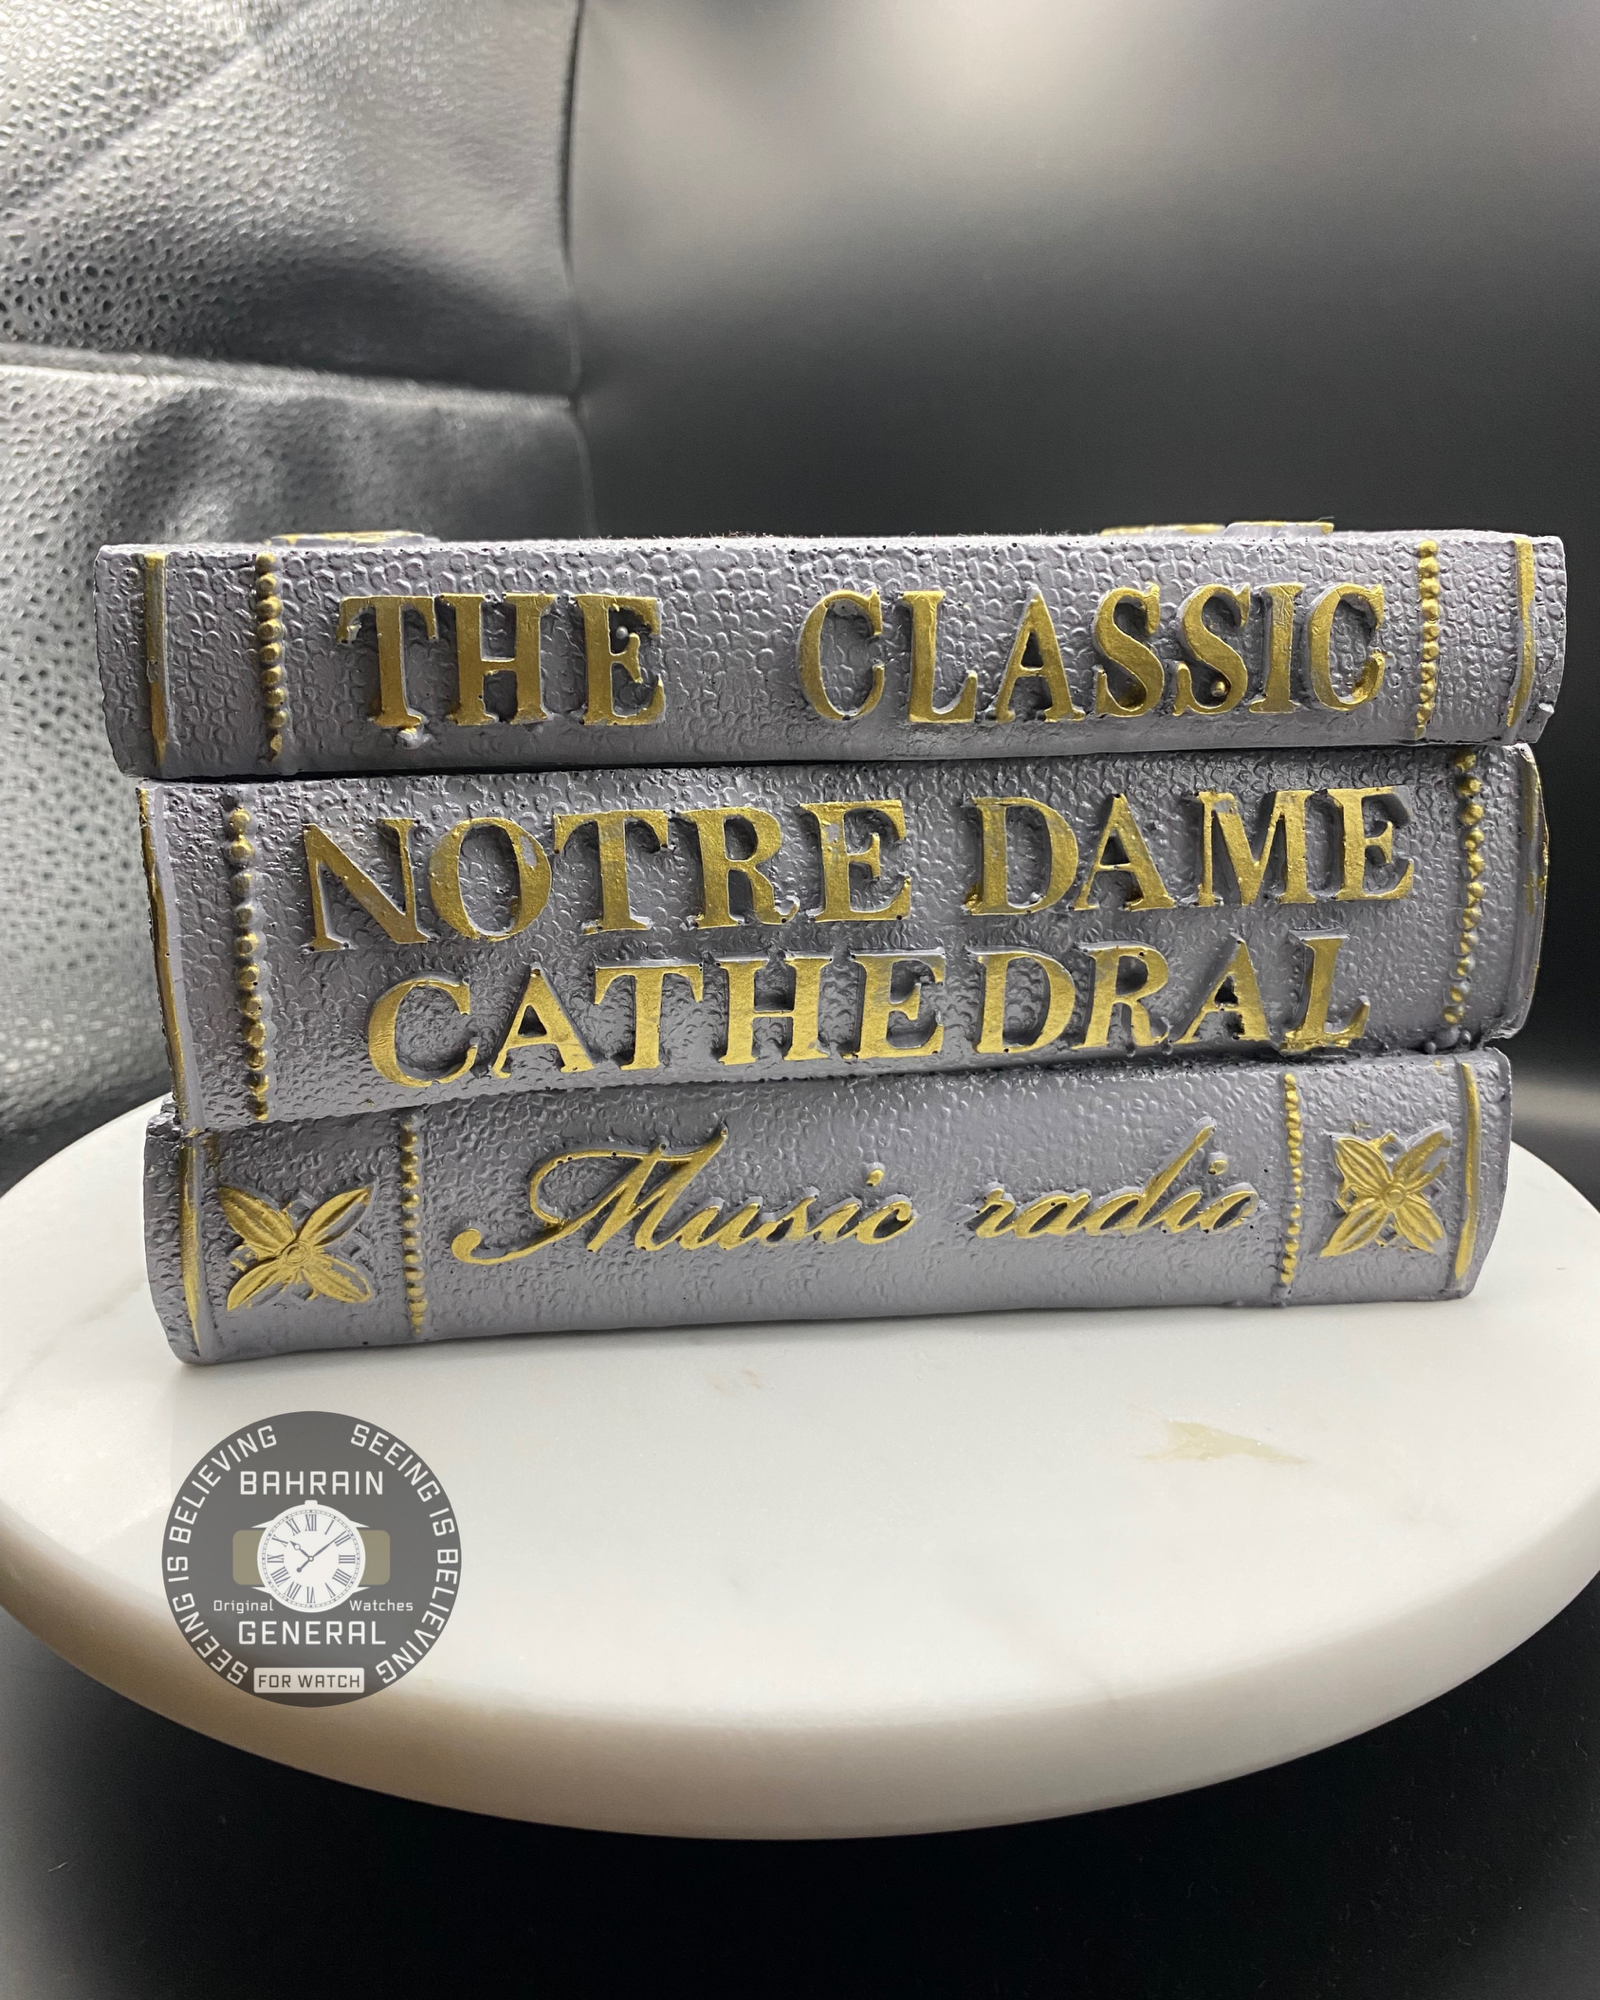 THE CLASSIC
NOTRE DAME
CATHEDRAL
Music radio
SEEING IS BELIEVING
SEEING IS BELIEVING
BAHRAIN
Original Watches
GENERAL
FOR WATCH